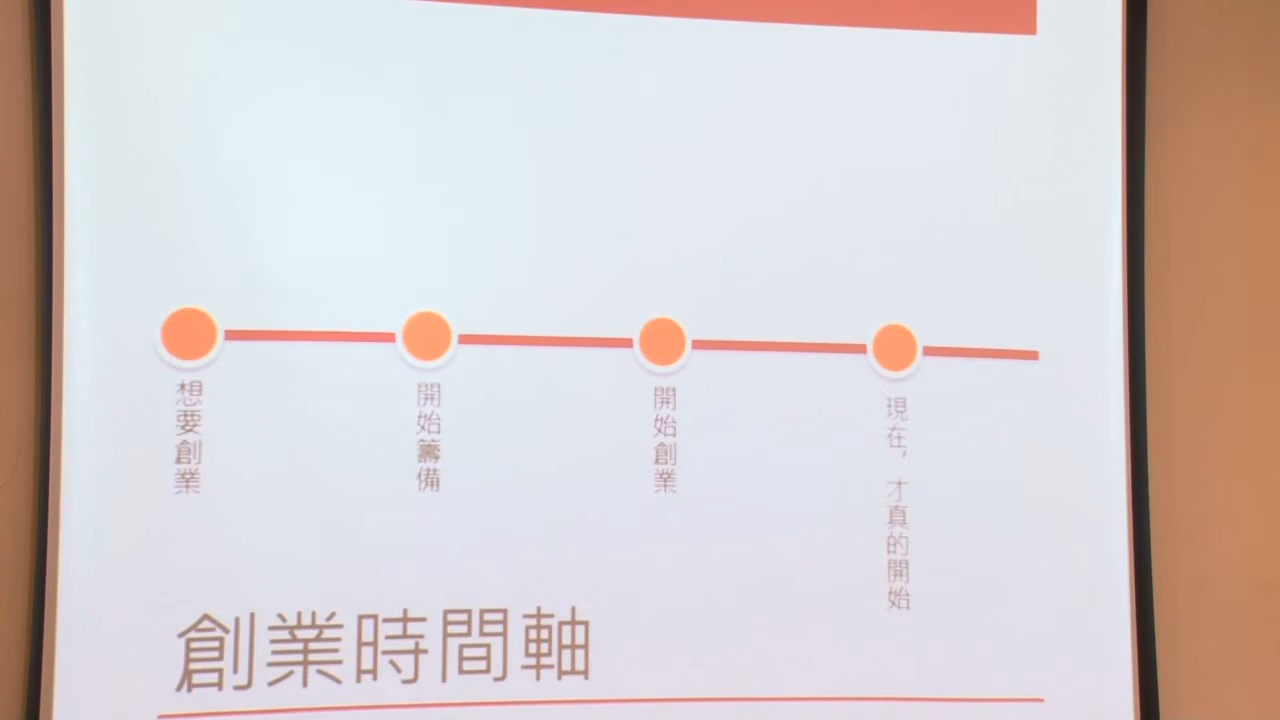 想要創業
開始籌備
開始創業
現在，才真的開始
創業時間軸